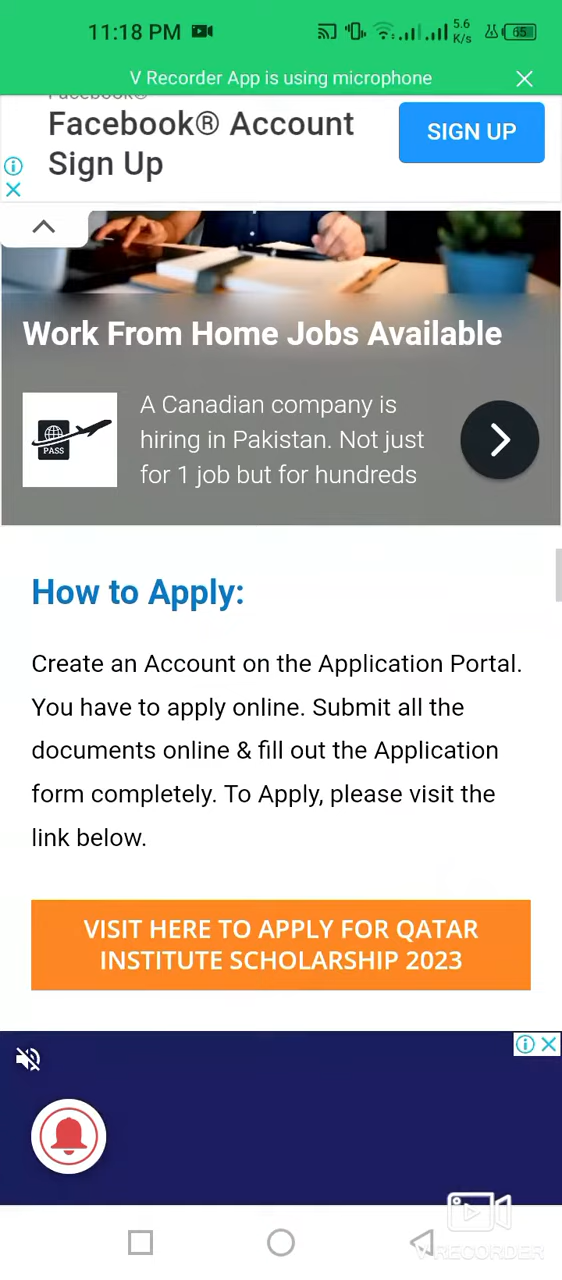 11:18 PM
5.6
K/s
65
V Recorder App is using microphone
Facebook®
Facebook® Account
Sign Up
SIGN UP
Work From Home Jobs Available
A Canadian company is
hiring in Pakistan. Not just
for 1 job but for hundreds
PASS
How to Apply:
Create an Account on the Application Portal.
You have to apply online. Submit all the
documents online & fill out the Application
form completely. To Apply, please visit the
link below.
VISIT HERE TO APPLY FOR QATAR
INSTITUTE SCHOLARSHIP 2023
VRECORDER